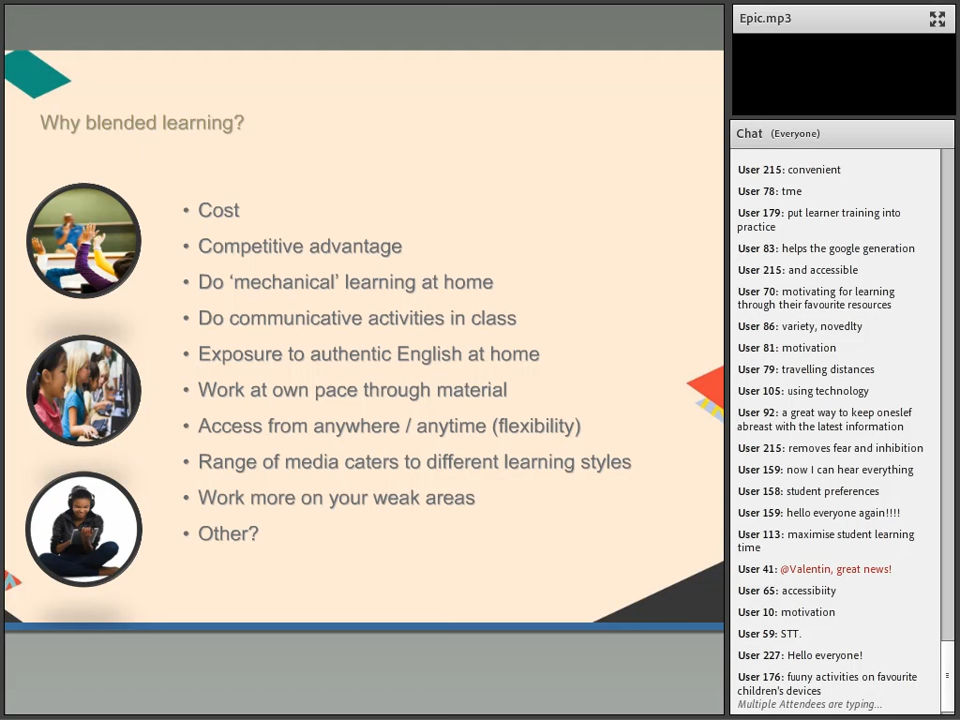 Why blended learning?
• Cost
• Competitive advantage
• Do ‘mechanical’ learning at home
• Do communicative activities in class
• Exposure to authentic English at home
• Work at own pace through material
• Access from anywhere / anytime (flexibility)
• Range of media caters to different learning styles
• Work more on your weak areas
• Other?
Epic.mp3
Chat (Everyone)
User 215: convenient
User 78: tme
User 179: put learner training into
practice
User 83: helps the google generation
User 215: and accessible
User 70: motivating for learning
through their favourite resources
User 86: variety, novedlty
User 81: motivation
User 79: travelling distances
User 105: using technology
User 92: a great way to keep oneslef
abreast with the latest information
User 215: removes fear and inhibition
User 159: now I can hear everything
User 158: student preferences
User 159: hello everyone again!!!!
User 113: maximise student learning
time
User 41: @Valentin, great news!
User 65: accessibiity
User 10: motivation
User 59: STT.
User 227: Hello everyone!
User 176: fuuny activities on favourite
children's devices
Multiple Attendees are typing...